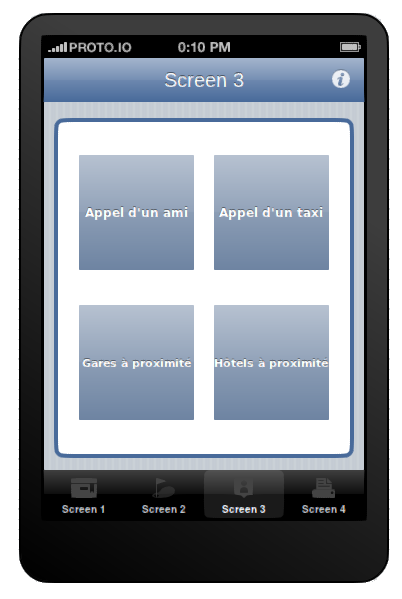 PROTO.IO 0:10 PM
Screen 3
Appel d'un ami Appel d'un taxi
Gares à proximité Hôtels à proximité
Screen 1 Screen 2 Screen 3 Screen 4